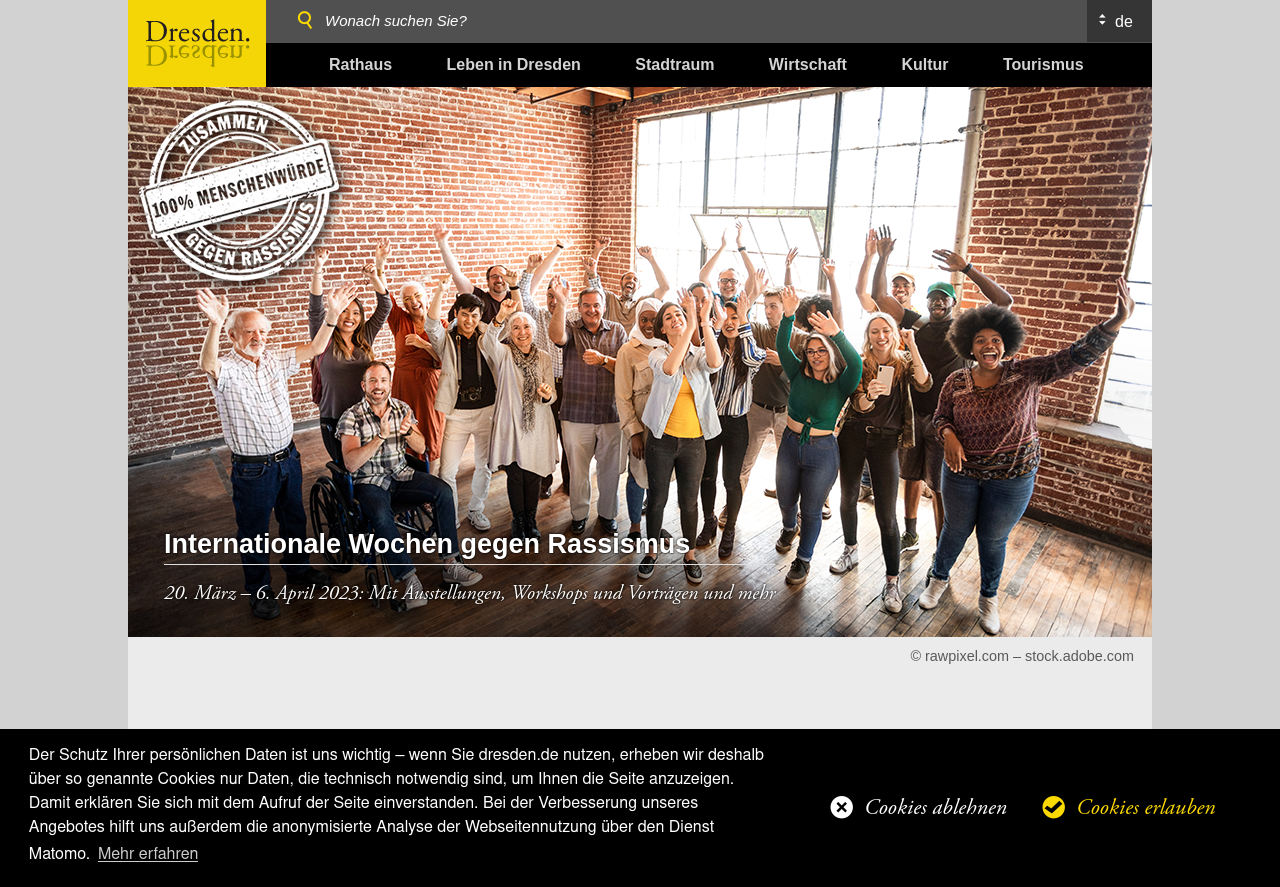 Dresden.
Wonach suchen Sie?
de
Rathaus
Leben in Dresden
Stadtraum
Wirtschaft
Kultur
Tourismus
ZUSAMMEN
100% MENSCHENWÜRDE
GEGEN RASSISMUS
Internationale Wochen gegen Rassismus
20. März – 6. April 2023: Mit Ausstellungen, Workshops und Vorträgen und mehr
© rawpixel.com – stock.adobe.com
Der Schutz Ihrer persönlichen Daten ist uns wichtig – wenn Sie dresden.de nutzen, erheben wir deshalb
über so genannte Cookies nur Daten, die technisch notwendig sind, um Ihnen die Seite anzuzeigen.
Damit erklären Sie sich mit dem Aufruf der Seite einverstanden. Bei der Verbesserung unseres
Angebotes hilft uns außerdem die anonymisierte Analyse der Webseitennutzung über den Dienst
Matomo. Mehr erfahren
Cookies ablehnen
Cookies erlauben